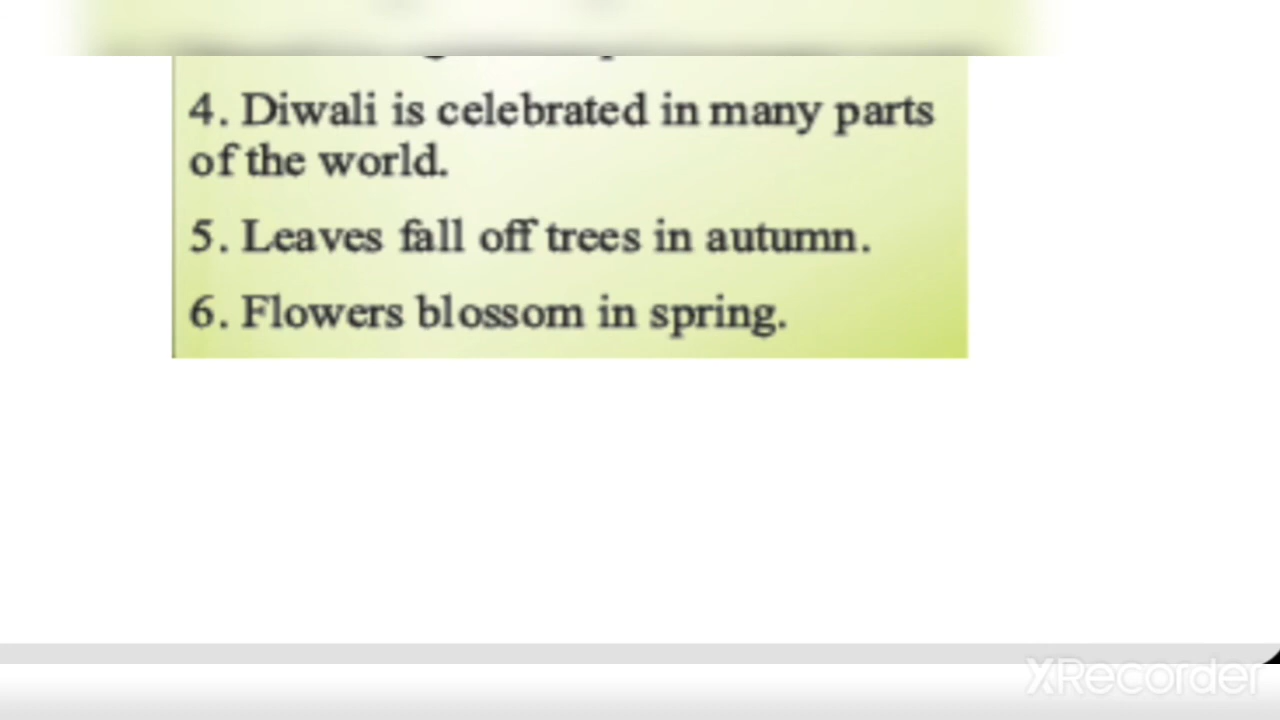 4. Diwali is celebrated in many parts
of the world.
5. Leaves fall off trees in autumn.
6. Flowers blossom in spring.
XRecorder